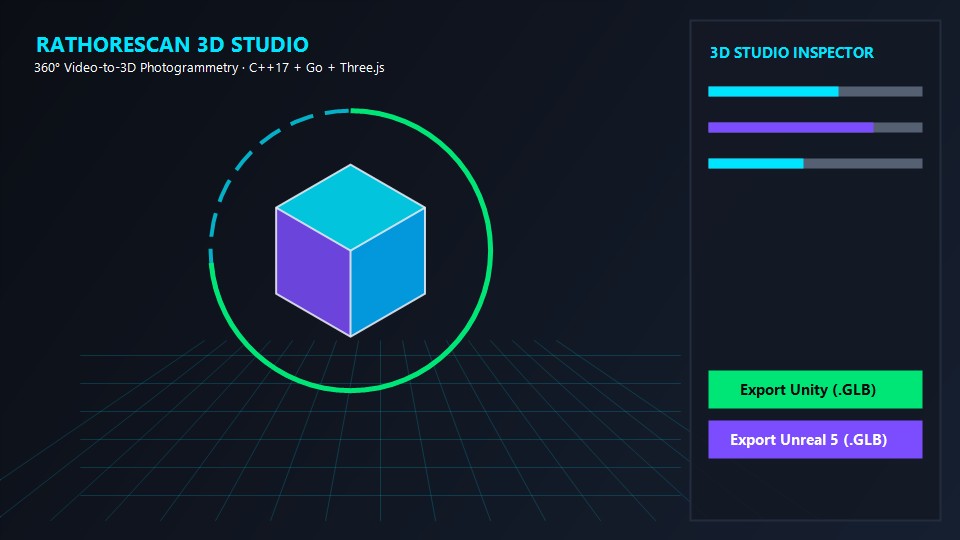 RATHORESCAN 3D STUDIO
360° Video-to-3D Photogrammetry · C++17 + Go + Three.js
3D STUDIO INSPECTOR
Export Unity (.GLB)
Export Unreal 5 (.GLB)